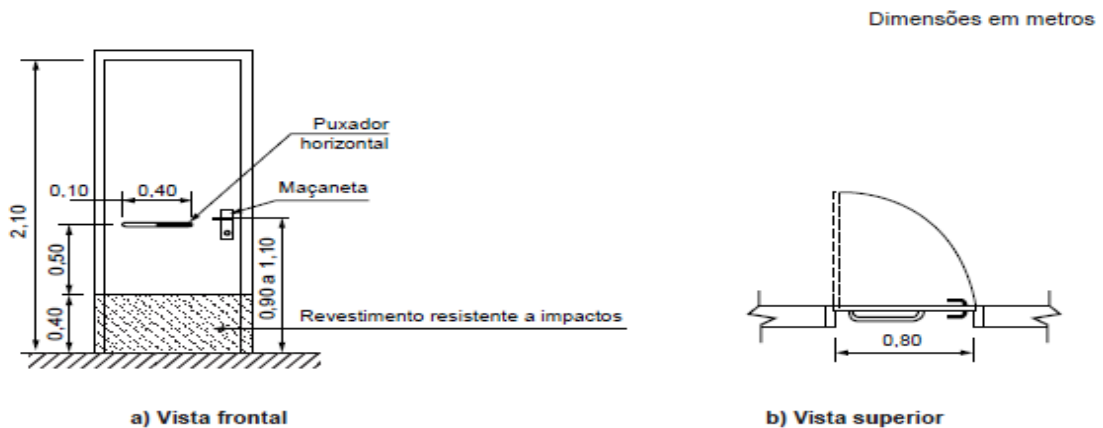 Dimensões em metros
Puxador
horizontal
0,10
0,40
Maçaneta
2,10
0,50
0,90 a 1,10
0,40
Revestimento resistente a impactos
0,80
a) Vista frontal
b) Vista superior